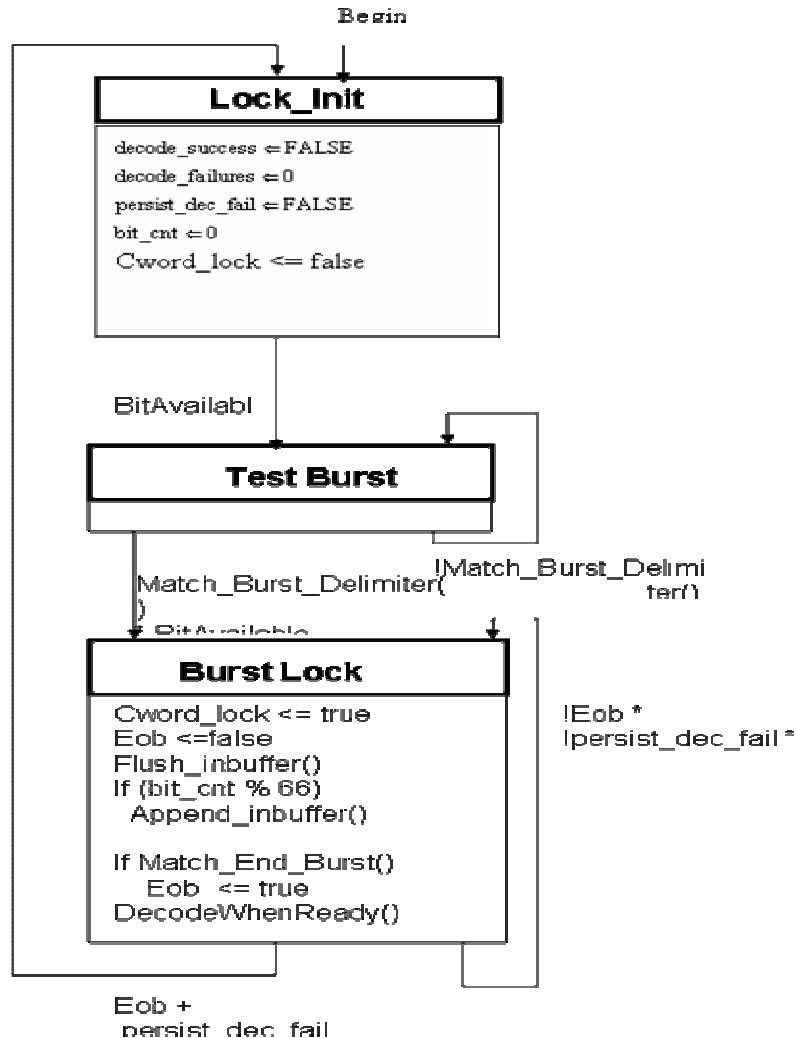 Begin
Lock_Init
decode_success ⇐FALSE
decode_failures ⇐0
persist_dec_fail ⇐FALSE
bit_cnt ⇐0
Cword_lock <= false
BitAvailabl
Test Burst
!Match_Burst_Delimi
ter()
Match_Burst_Delimiter(
)
* BitAvailable
Burst Lock
Cword_lock <= true
Eob <=false
Flush_inbuffer()
If (bit_cnt % 66)
Append_inbuffer()
If Match_End_Burst()
Eob <= true
DecodeWhenReady()
!Eob *
!persist_dec_fail *
Eob +
persist_dec_fail